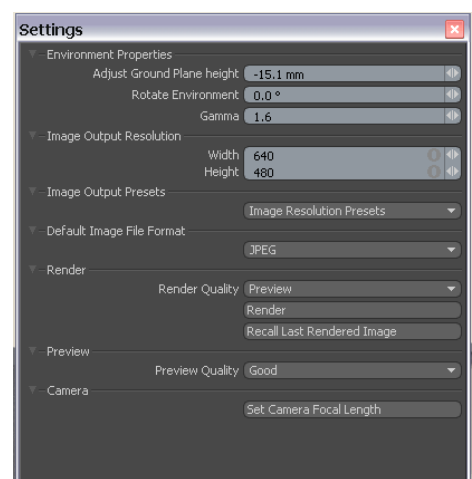 Settings
Environment Properties
Adjust Ground Plane height -15.1 mm
Rotate Environment 0.0 °
Gamma 1.6
Image Output Resolution
Width 640
Height 480
Image Output Presets
Image Resolution Presets
Default Image File Format
JPEG
Render
Render Quality Preview
Render
Recall Last Rendered Image
Preview
Preview Quality Good
Camera
Set Camera Focal Length